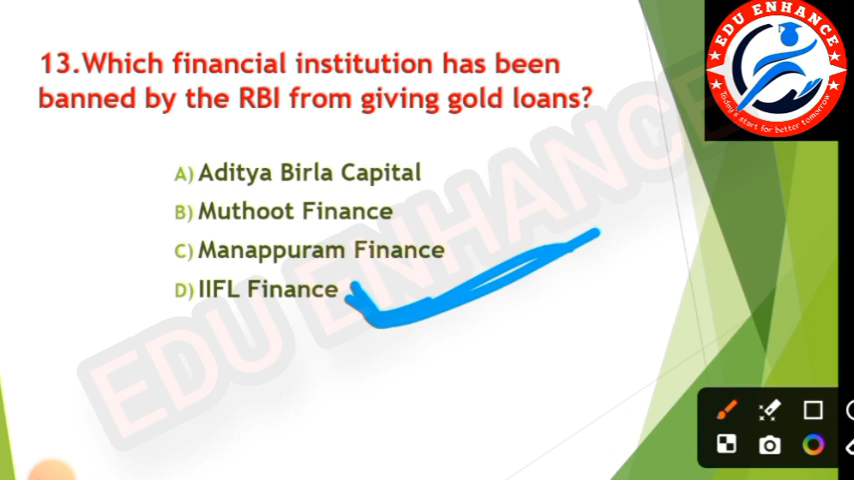 13.Which financial institution has been
banned by the RBI from giving gold loans?
A) Aditya Birla Capital
B) Muthoot Finance
C) Manappuram Finance
D) IIFL Finance
EDU ENHANCE
EDU ENHANCE
Today's start for better tomorrow